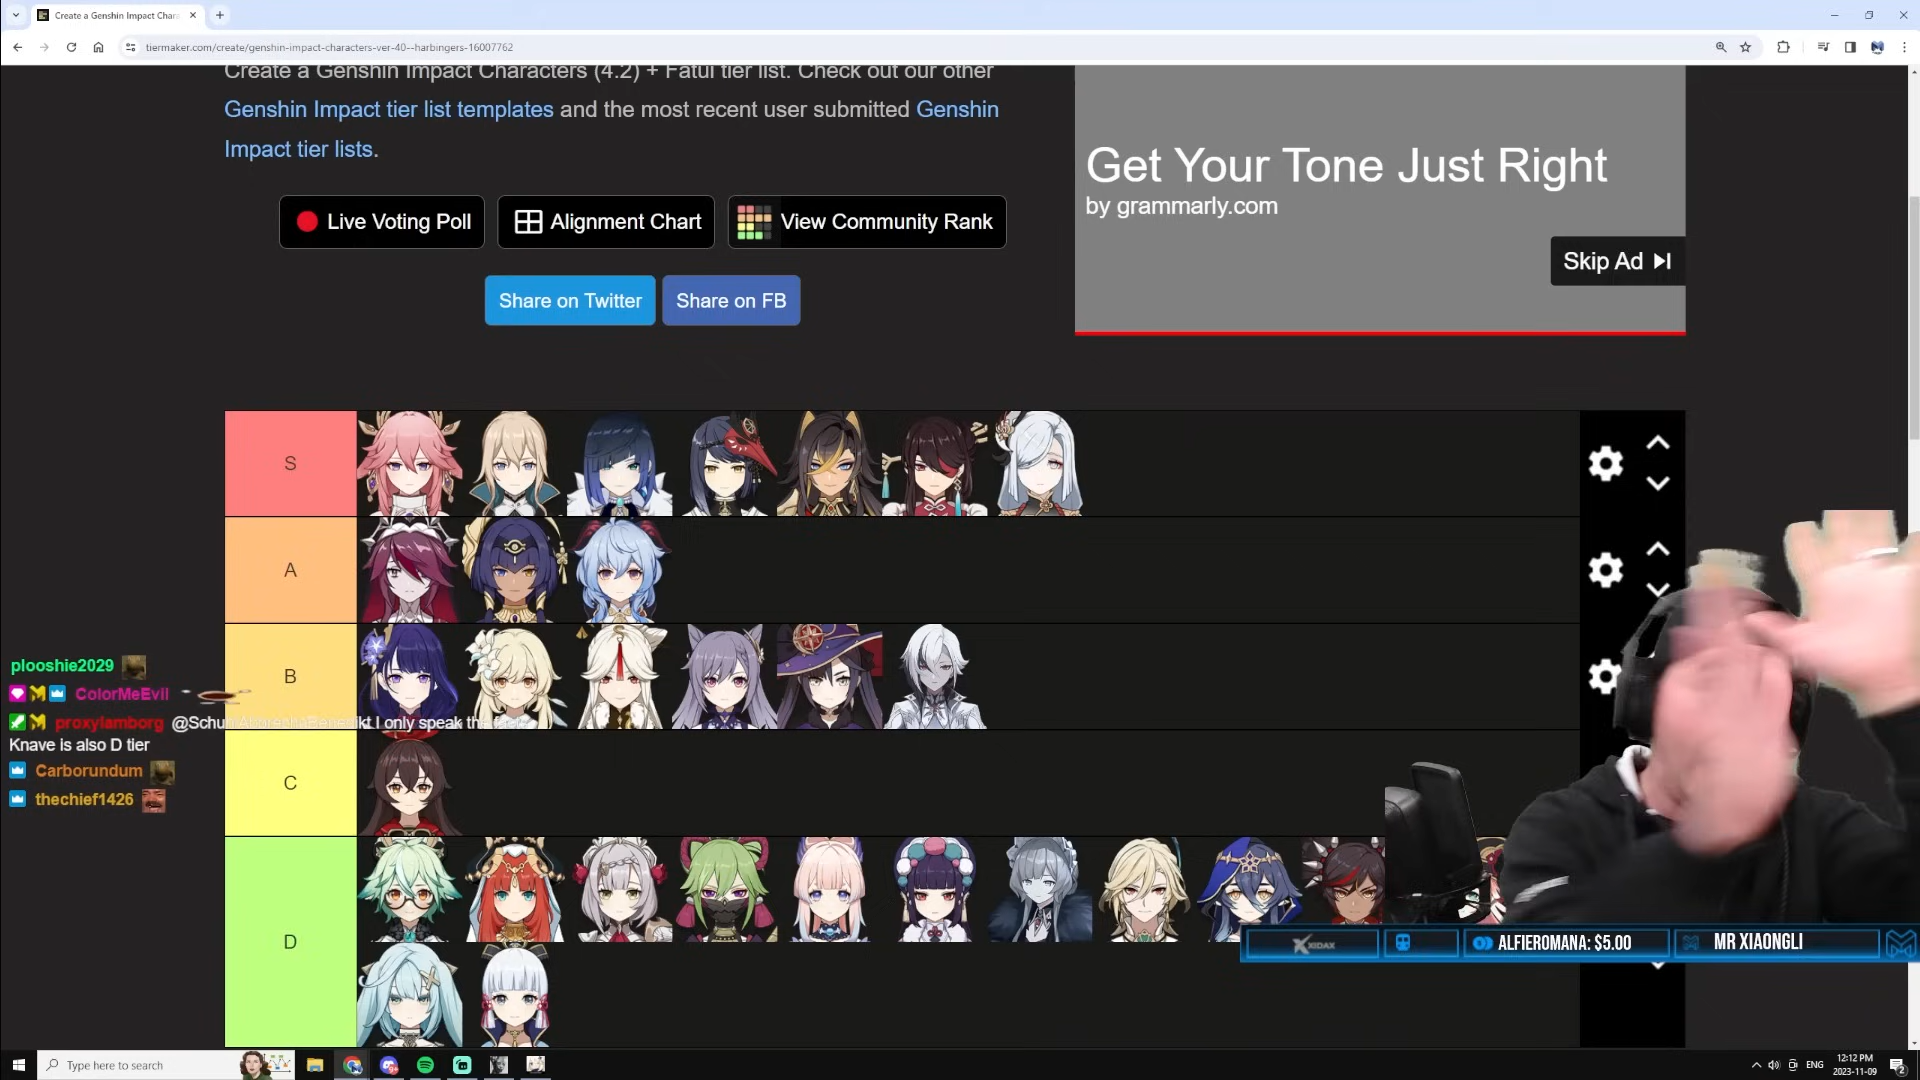 Create a Genshin Impact Chara
tiermaker.com/create/genshin-impact-characters-ver-40--harbingers-16007762
Create a Genshin Impact Characters (4.2) + Fatui tier list. Check out our other
Genshin Impact tier list templates and the most recent user submitted Genshin
Impact tier lists.
Live Voting Poll
Alignment Chart
View Community Rank
Share on Twitter
Share on FB
Get Your Tone Just Right
by grammarly.com
Skip Ad
S
A
B
C
D
plooshie2029
ColorMeEvil
proxylamborg @Schu I only speak
Knave is also D tier
Carborundum
thechief1426
XIDAX
ALFIEROMANA: $5.00
MR XIAONGLI
Type here to search
ENG
12:12 PM
2023-11-09
2